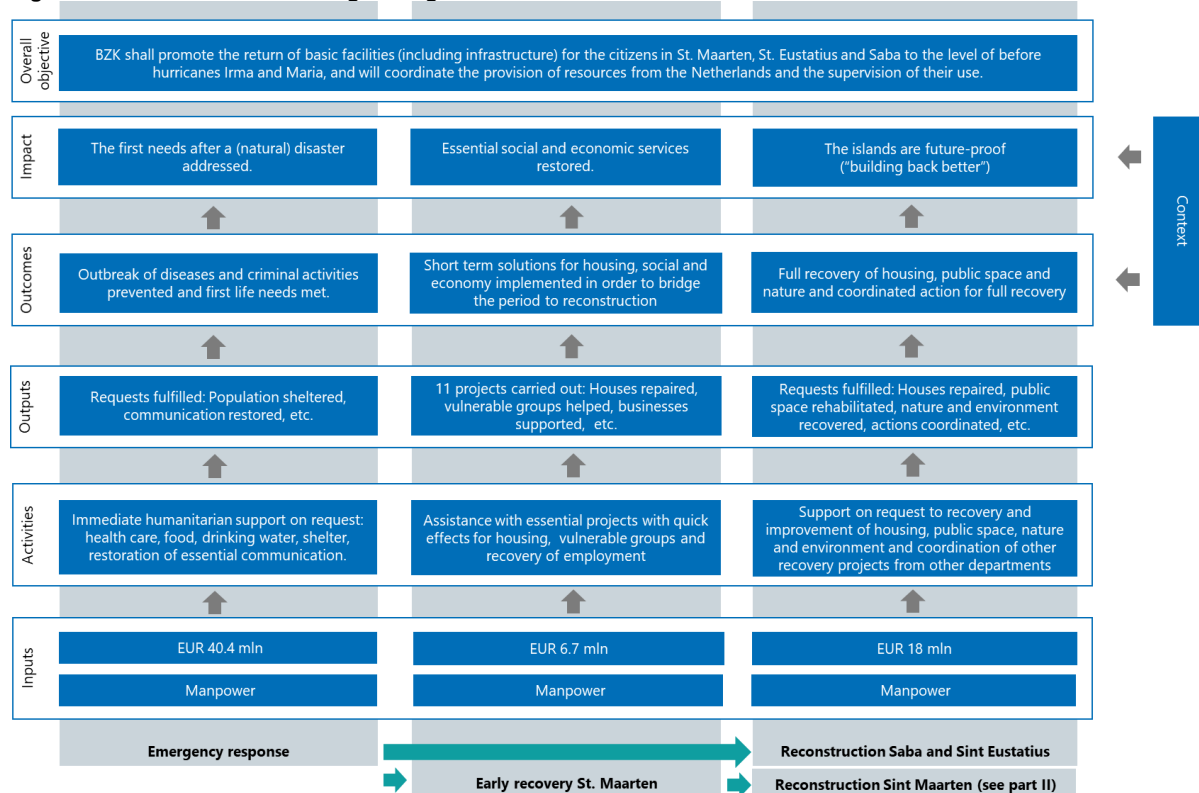 Overall
objective
BZK shall promote the return of basic facilities (including infrastructure) for the citizens in St. Maarten, St. Eustatius and Saba to the level of before
hurricanes Irma and Maria, and will coordinate the provision of resources from the Netherlands and the supervision of their use.
Impact
The first needs after a (natural) disaster
addressed.
Essential social and economic services
restored.
The islands are future-proof
(“building back better”)
Context
Outcomes
Outbreak of diseases and criminal activities
prevented and first life needs met.
Short term solutions for housing, social and
economy implemented in order to bridge
the period to reconstruction
Full recovery of housing, public space and
nature and coordinated action for full recovery
Outputs
Requests fulfilled: Population sheltered,
communication restored, etc.
11 projects carried out: Houses repaired,
vulnerable groups helped, businesses
supported, etc.
Requests fulfilled: Houses repaired, public
space rehabilitated, nature and environment
recovered, actions coordinated, etc.
Activities
Immediate humanitarian support on request:
health care, food, drinking water, shelter,
restoration of essential communication.
Assistance with essential projects with quick
effects for housing, vulnerable groups and
recovery of employment
Support on request to recovery and
improvement of housing, public space, nature
and environment and coordination of other
recovery projects from other departments
Inputs
EUR 40.4 mln
EUR 6.7 mln
EUR 18 mln
Manpower
Manpower
Manpower
Emergency response
Reconstruction Saba and Sint Eustatius
Early recovery St. Maarten
Reconstruction Sint Maarten (see part II)